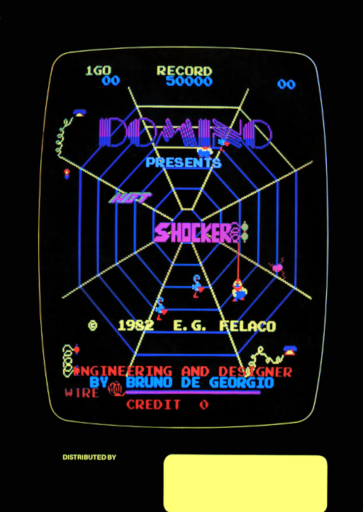 1GO RECORD
00 50000 00
DOMINO
PRESENTS
HOT
SHOCKER
© 1982 E.G. FELACO
ENGINEERING AND DESIGNER
BY BRUNO DE GEORGIO
WIRE
CREDIT 0
DISTRIBUTED BY